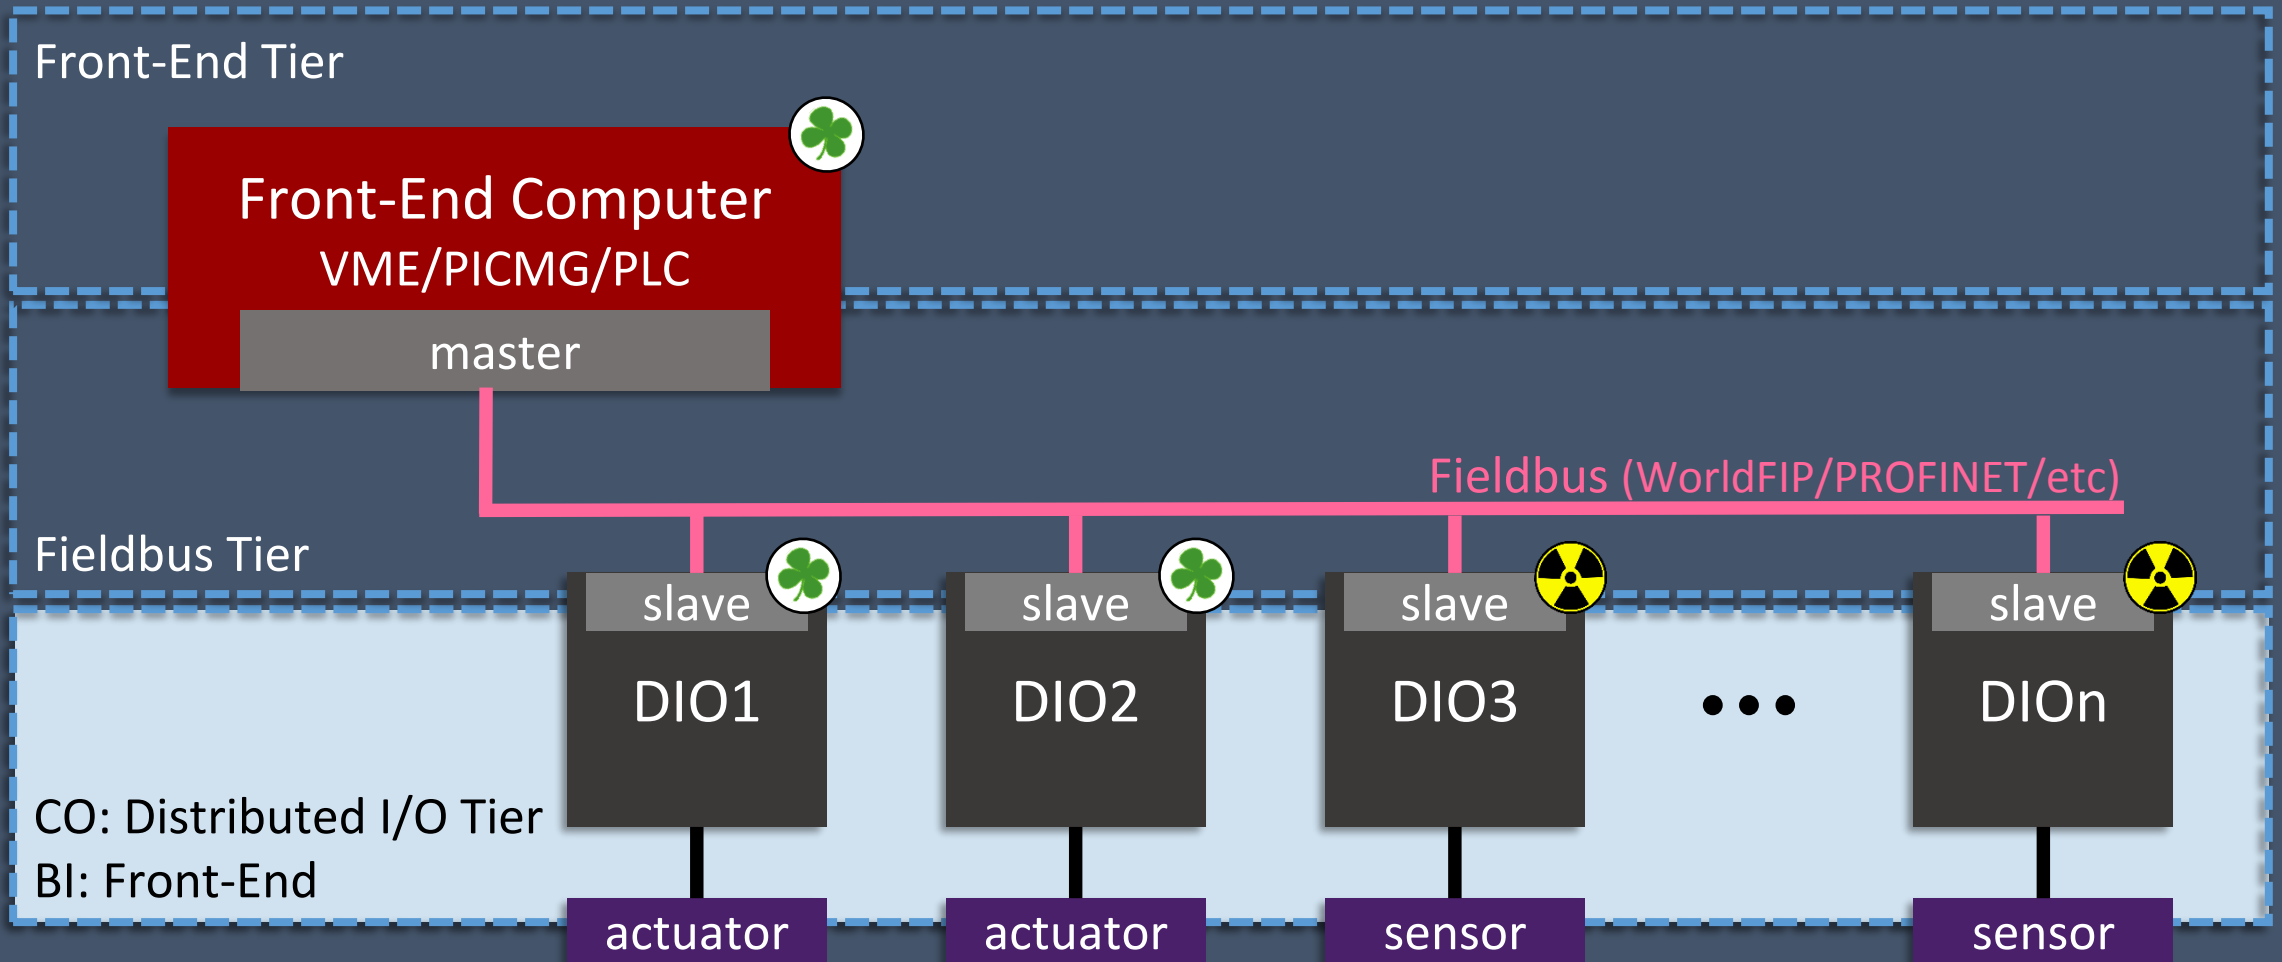 Front-End Tier
Front-End Computer
VME/PICMG/PLC
master
Fieldbus (WorldFIP/PROFINET/etc)
Fieldbus Tier
slave
slave
slave
slave
DIO1
DIO2
DIO3
DIOn
CO: Distributed I/O Tier
BI: Front-End
actuator
actuator
sensor
sensor